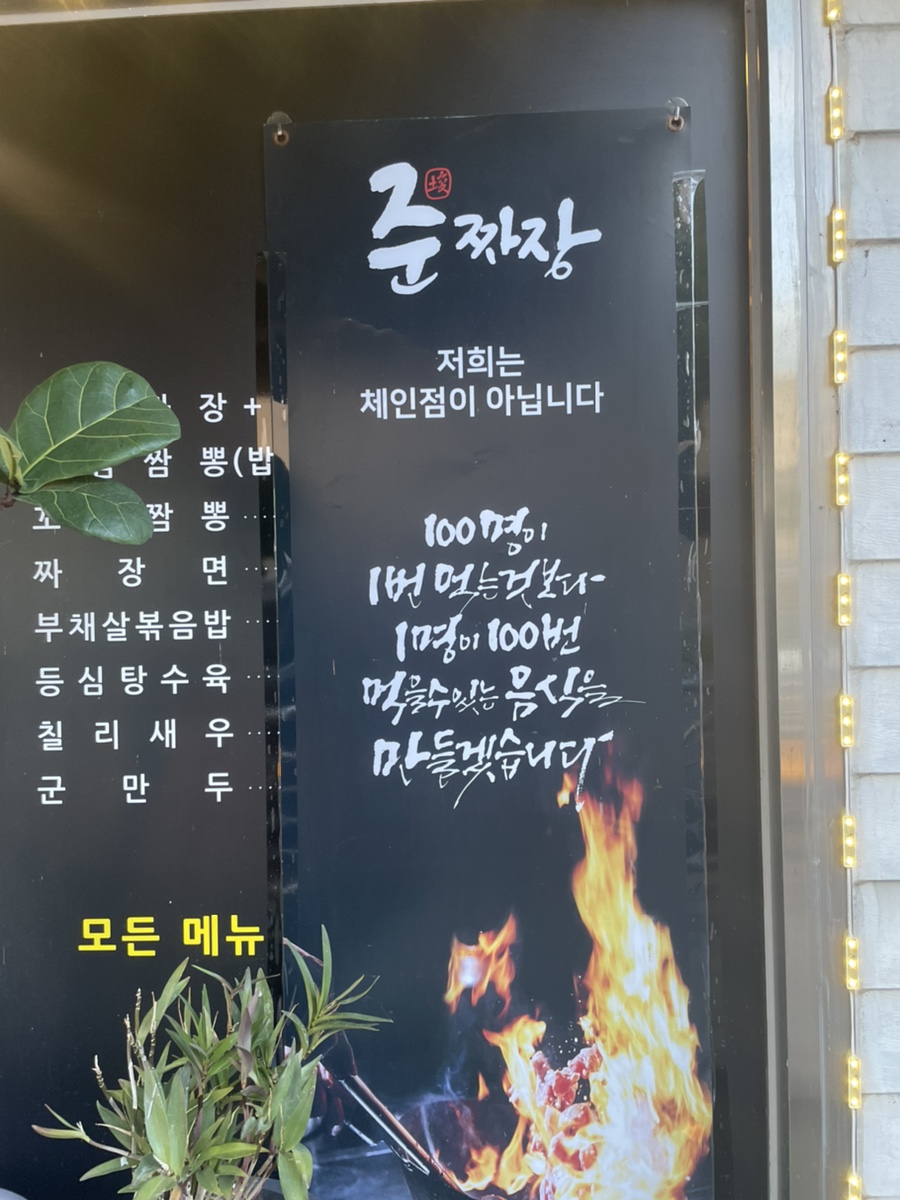 장 +
짬 뽕(밥
짬 뽕
짜 장 면
부채살볶음밥
등 심 탕 수 육
칠 리 새 우
군 만 두
모든 메뉴
준 짜장
저희는
체인점이 아닙니다
100명이
1번 먹는것보다
1명이 100번
먹을수있는 음식을
만들겠습니다